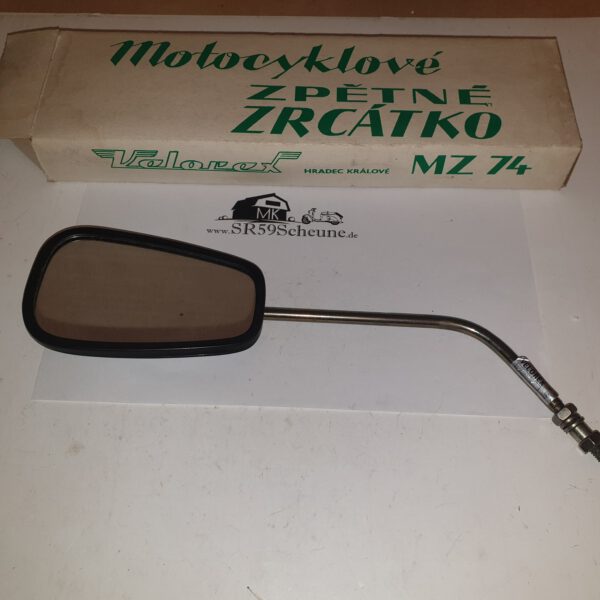 Motocyklové
ZPĚTNÉ
ZRCÁTKO
Velorex HRADEC KRÁLOVÉ MZ 74
MK
www.SR59Scheune.de